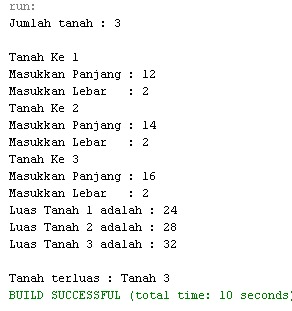 run:
Jumlah tanah : 3
Tanah Ke 1
Masukkan Panjang : 12
Masukkan Lebar   : 2
Tanah Ke 2
Masukkan Panjang : 14
Masukkan Lebar   : 2
Tanah Ke 3
Masukkan Panjang : 16
Masukkan Lebar   : 2
Luas Tanah 1 adalah : 24
Luas Tanah 2 adalah : 28
Luas Tanah 3 adalah : 32
Tanah terluas : Tanah 3
BUILD SUCCESSFUL (total time: 10 seconds)